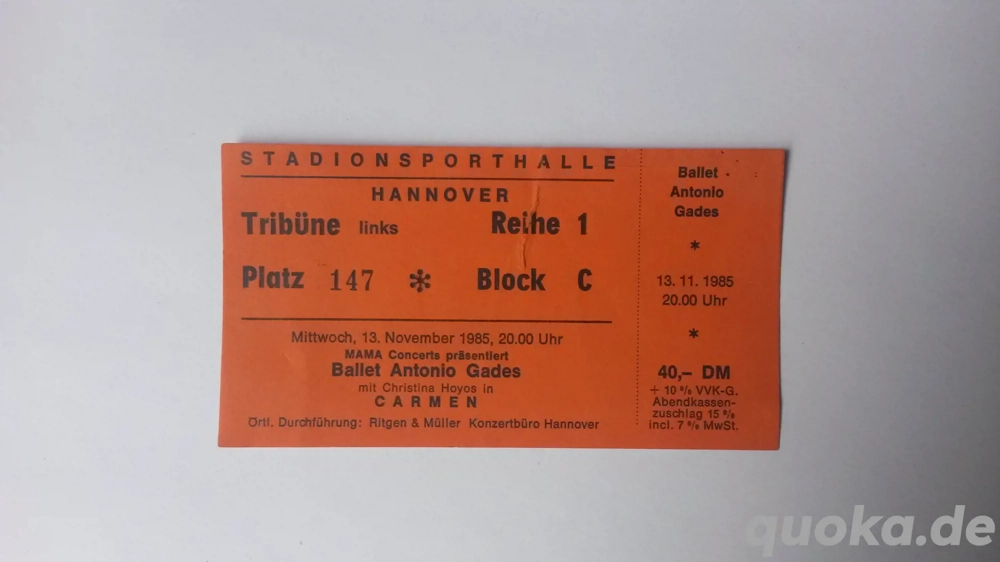 STADIONSPORTHALLE
HANNOVER
Tribüne links Reihe 1
Platz 147 * Block C
Mittwoch, 13. November 1985, 20.00 Uhr
MAMA Concerts präsentiert
Ballet Antonio Gades
mit Christina Hoyos in
CARMEN
Örtl. Durchführung: Ritgen & Müller Konzertbüro Hannover
Ballet
Antonio
Gades
*
13. 11. 1985
20.00 Uhr
*
40,– DM
+ 10 % VVK-G.
Abendkassen-
zuschlag 15 %
incl. 7 % MwSt.
quoka.de